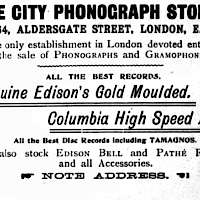 E CITY PHONOGRAPH STO
4, ALDERSGATE STREET, LONDON, E
e only establishment in London devoted ent
the sale of PHONOGRAPHS and GRAMOPHON
ALL THE BEST RECORDS.
uine Edison's Gold Moulded.
Columbia High Speed
All the Best Disc Records including TAMAGNOS.
also stock EDISON BELL and PATHÉ F
and all Accessories.
NOTE ADDRESS.